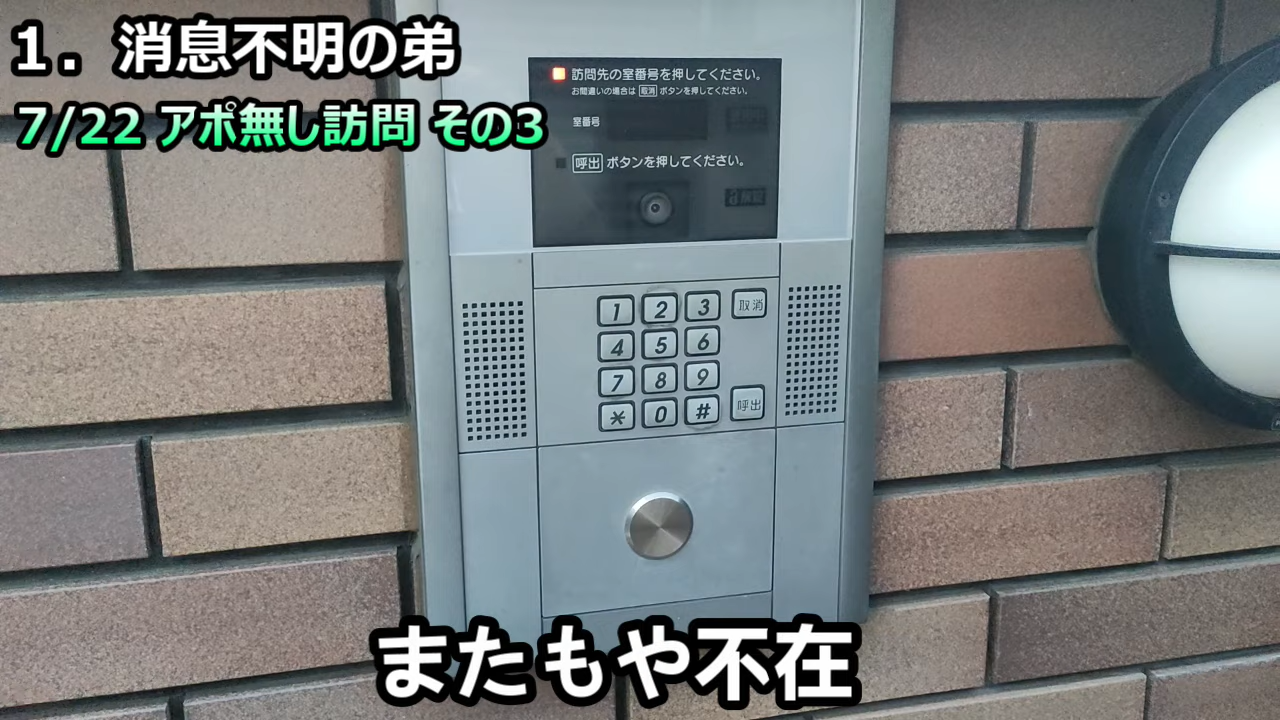 1. 消息不明の弟
7/22 アポ無し訪問 その3
訪問先の室番号を押してください。
お間違いの場合は 取消 ボタンを押してください。
室番号
呼出 ボタンを押してください。
1 2 3 取消
4 5 6
7 8 9
* 0 # 呼出
またもや不在